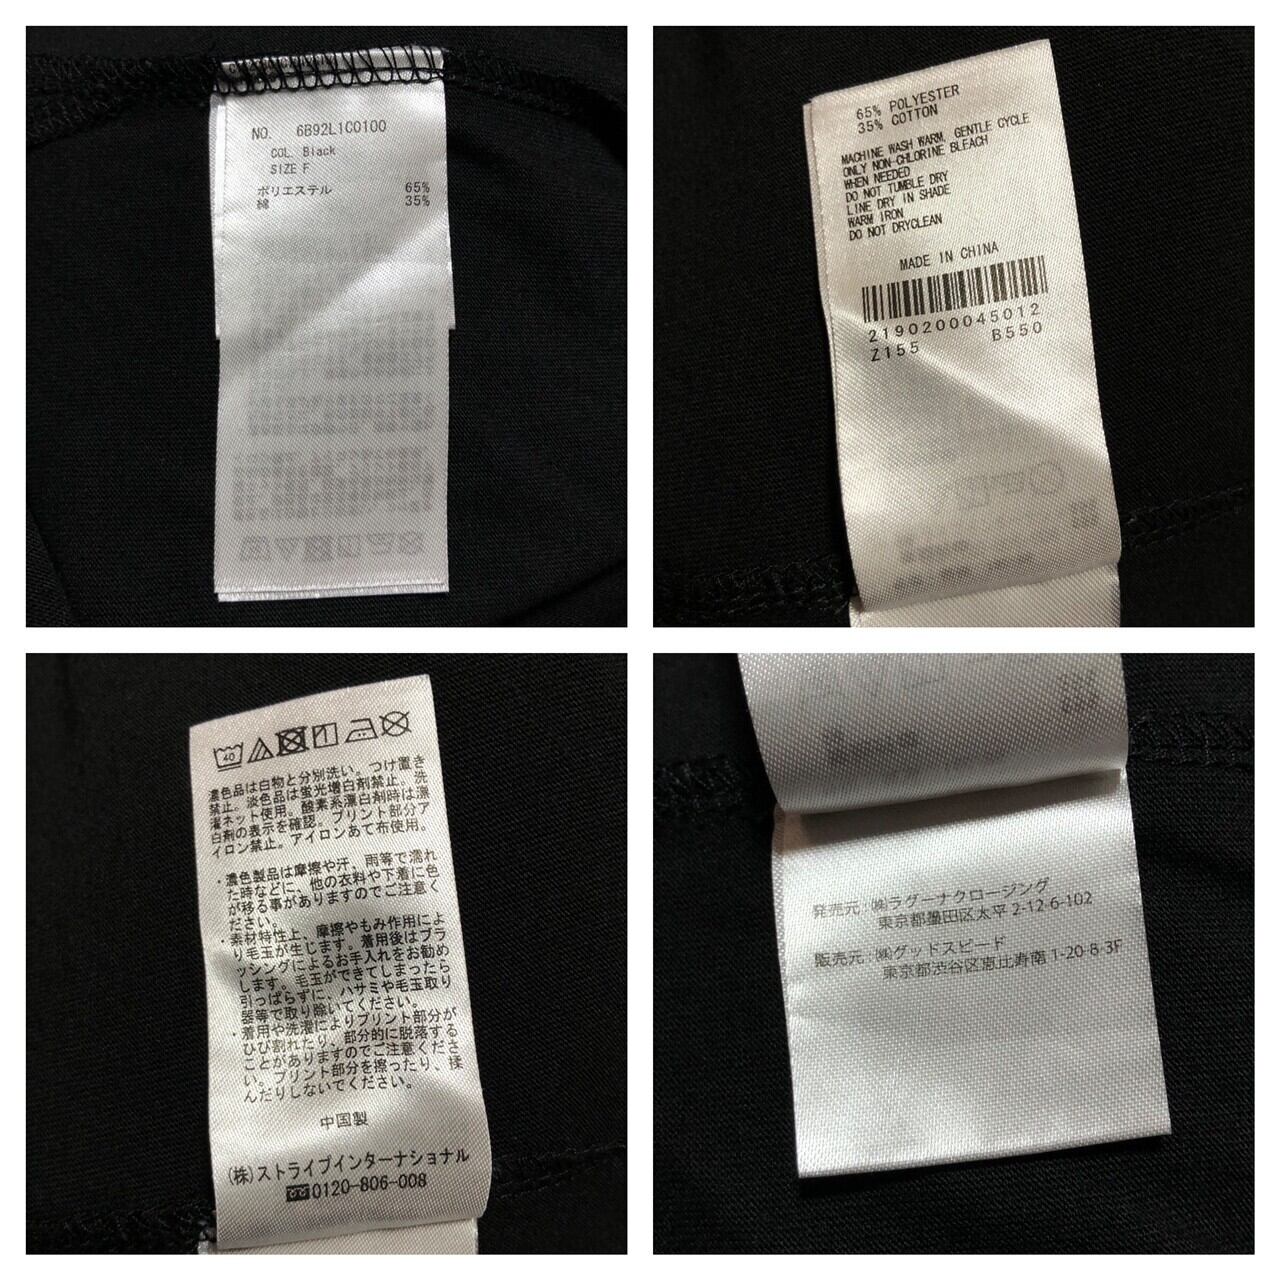 NO. 6B92L1C0100
COL. Black
SIZE F
ポリエステル 65%
綿 35%
65% POLYESTER
35% COTTON
MACHINE WASH WARM, GENTLE CYCLE
ONLY NON-CHLORINE BLEACH
WHEN NEEDED
DO NOT TUMBLE DRY
LINE DRY IN SHADE
WARM IRON
DO NOT DRYCLEAN
MADE IN CHINA
2190200045012
Z155 B550
40
濃色品は白物と分別洗い。つけ置き
禁止。淡色品は蛍光増白剤禁止。洗
濯ネット使用。酸素系漂白剤時は漂
白剤の表示を確認。プリント部分ア
イロン禁止。アイロンあて布使用。
・濃色製品は摩擦や汗、雨等で濡れ
た時などに、他の衣料や下着に色
が移る事がありますのでご注意く
ださい。
・素材特性上、摩擦やもみ作用によ
り毛玉が生じます。着用後はブラ
ッシングによるお手入れをお勧め
します。毛玉ができてしまったら
引っぱらずに、ハサミや毛玉取り
器等で取り除いてください。
・着用や洗濯によりプリント部分が
ひび割れたり、部分的に脱落する
ことがありますのでご注意くださ
い。プリント部分を擦ったり、揉
んだりしないでください。
中国製
(株)ストライプインターナショナル
0120-806-008
発売元:㈱ラグーナクロージング
東京都墨田区太平 2-12-6-102
販売元:㈱グッドスピード
東京都渋谷区恵比寿南 1-20-8-3F